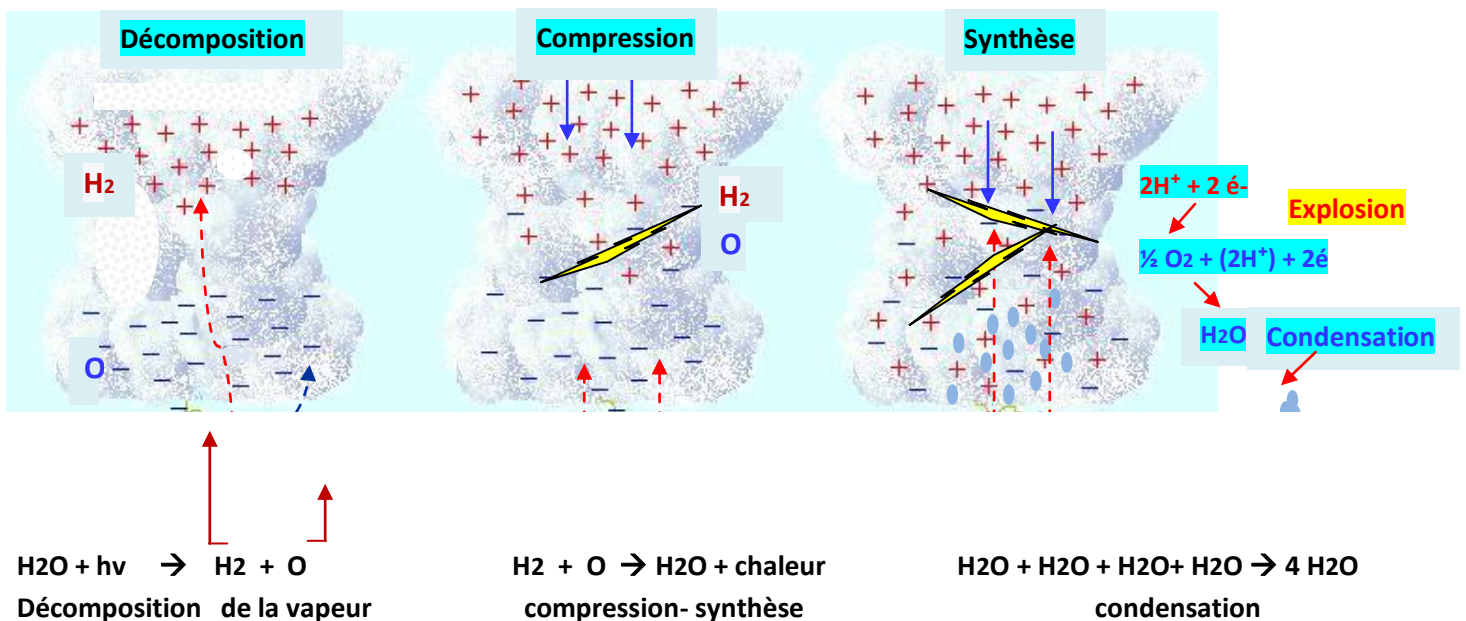 Décomposition
Compression
Synthèse
H2
O
H2
O
2H⁺ + 2 é-
Explosion
½ O2 + (2H⁺) + 2é
H2O
Condensation
H2O + hv → H2 + O
Décomposition de la vapeur
H2 + O → H2O + chaleur
compression- synthèse
H2O + H2O + H2O+ H2O → 4 H2O
condensation